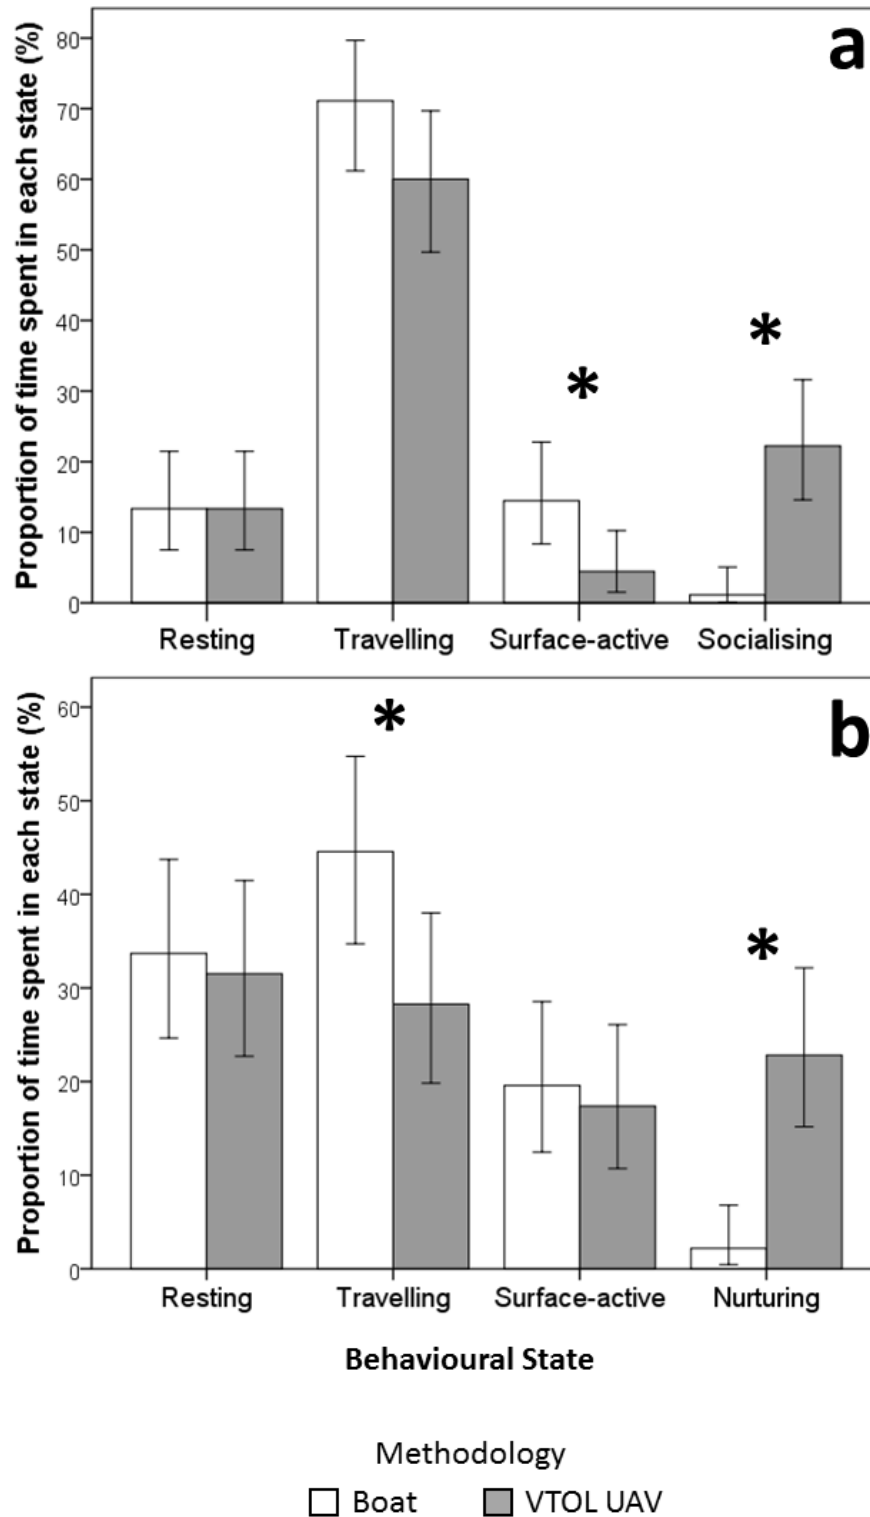 a
Proportion of time spent in each state (%)
80
70
60
50
40
30
20
10
0
*
*
Resting Travelling Surface-active Socialising
b
Proportion of time spent in each state (%)
60
50
40
30
20
10
0
*
*
Resting Travelling Surface-active Nurturing
Behavioural State
Methodology
Boat VTOL UAV